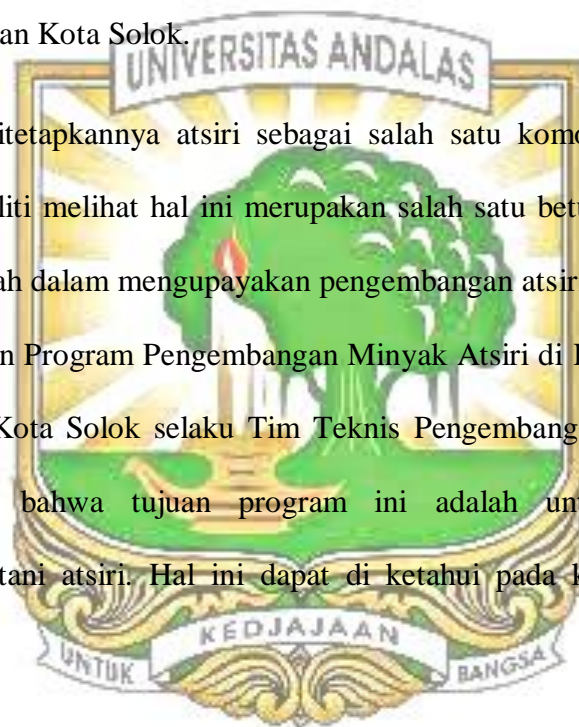 an Kota Solok.
UNIVERSITAS ANDALAS
itetapkannya atsiri sebagai salah satu komo
liti melihat hal ini merupakan salah satu betu
ah dalam mengupayakan pengembangan atsir
n Program Pengembangan Minyak Atsiri di
Kota Solok selaku Tim Teknis Pengembang
bahwa tujuan program ini adalah un
tani atsiri. Hal ini dapat di ketahui pada k
KEDJAJAAN
UNTUK BANGSA